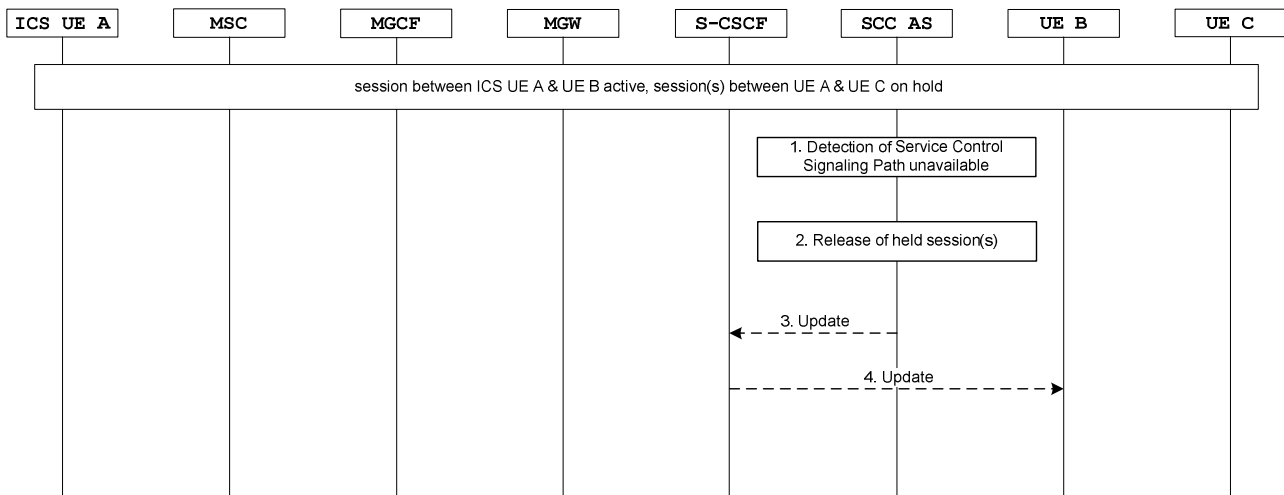 ICS UE A
MSC
MGCF
MGW
S-CSCF
SCC AS
UE B
UE C
session between ICS UE A & UE B active, session(s) between UE A & UE C on hold
1. Detection of Service Control
Signaling Path unavailable
2. Release of held session(s)
3. Update
4. Update